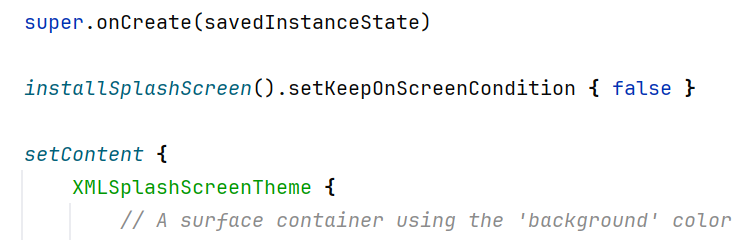 super.onCreate(savedInstanceState)
installSplashScreen().setKeepOnScreenCondition { false }
setContent {
XMLSplashScreenTheme {
// A surface container using the 'background' color